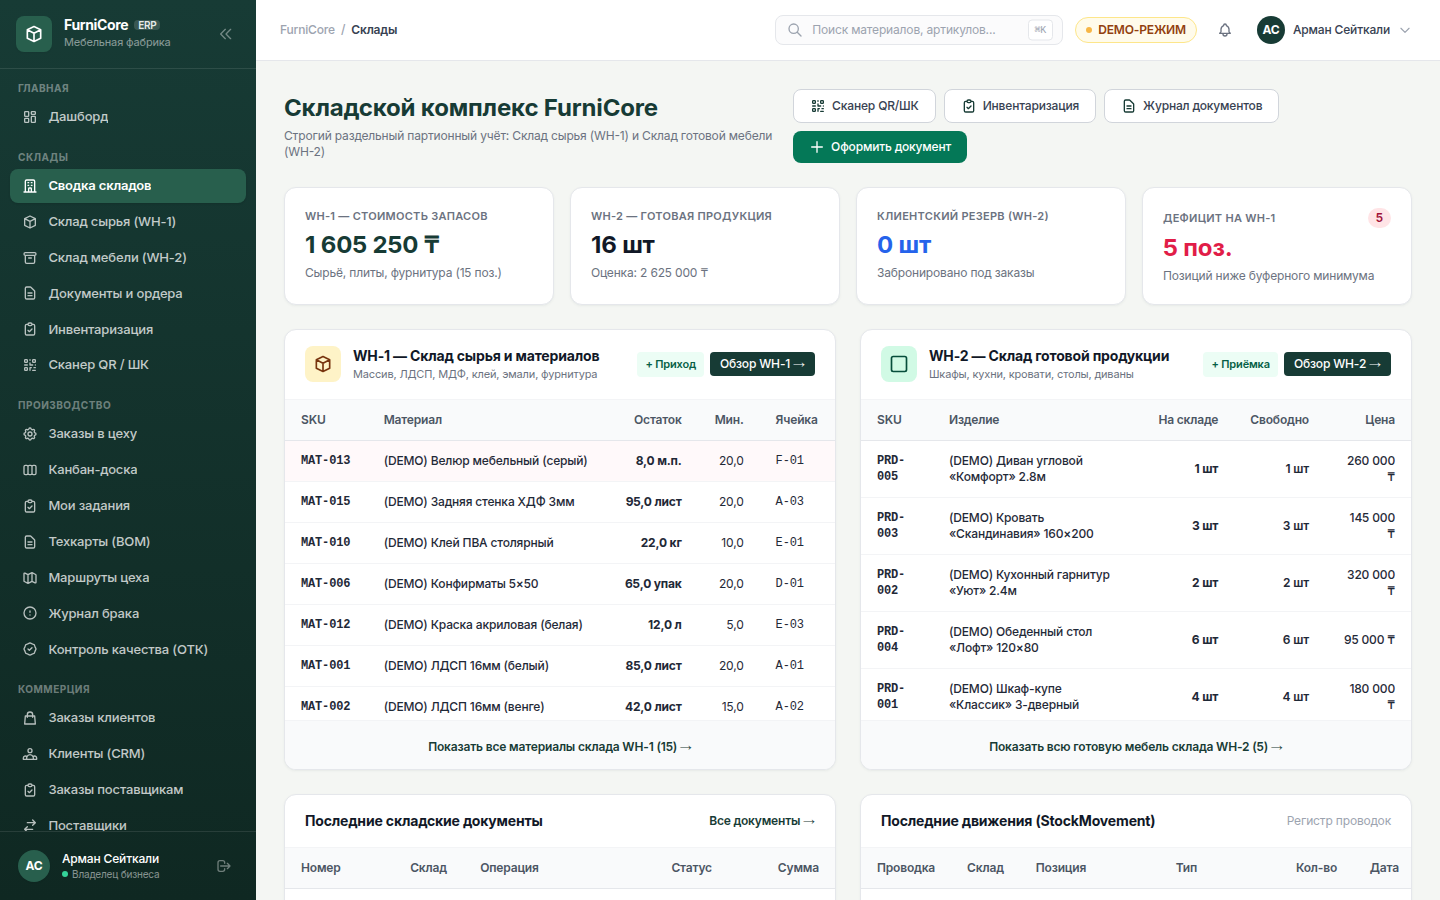 FurniCore ERP
Мебельная фабрика
ГЛАВНАЯ
Дашборд
СКЛАДЫ
Сводка складов
Склад сырья (WH-1)
Склад мебели (WH-2)
Документы и ордера
Инвентаризация
Сканер QR / ШК
ПРОИЗВОДСТВО
Заказы в цеху
Канбан-доска
Мои задания
Техкарты (BOM)
Маршруты цеха
Журнал брака
Контроль качества (ОТК)
КОММЕРЦИЯ
Заказы клиентов
Клиенты (CRM)
Заказы поставщикам
Поставщики
АС Арман Сейткали
Владелец бизнеса
FurniCore / Склады
Поиск материалов, артикулов... ⌘K
DEMO-РЕЖИМ
АС Арман Сейткали
Складской комплекс FurniCore
Строгий раздельный партионный учёт: Склад сырья (WH-1) и Склад готовой мебели
(WH-2)
Сканер QR/ШК Инвентаризация Журнал документов
+ Оформить документ
WH-1 — СТОИМОСТЬ ЗАПАСОВ
1 605 250 ₸
Сырьё, плиты, фурнитура (15 поз.)
WH-2 — ГОТОВАЯ ПРОДУКЦИЯ
16 шт
Оценка: 2 625 000 ₸
КЛИЕНТСКИЙ РЕЗЕРВ (WH-2)
0 шт
Забронировано под заказы
ДЕФИЦИТ НА WH-1 5
5 поз.
Позиций ниже буферного минимума
WH-1 — Склад сырья и материалов
Массив, ЛДСП, МДФ, клей, эмали, фурнитура
+ Приход Обзор WH-1 →
SKU Материал Остаток Мин. Ячейка
MAT-013 (DEMO) Велюр мебельный (серый) 8,0 м.п. 20,0 F-01
MAT-015 (DEMO) Задняя стенка ХДФ 3мм 95,0 лист 20,0 A-03
MAT-010 (DEMO) Клей ПВА столярный 22,0 кг 10,0 E-01
MAT-006 (DEMO) Конфирматы 5×50 65,0 упак 20,0 D-01
MAT-012 (DEMO) Краска акриловая (белая) 12,0 л 5,0 E-03
MAT-001 (DEMO) ЛДСП 16мм (белый) 85,0 лист 20,0 A-01
MAT-002 (DEMO) ЛДСП 16мм (венге) 42,0 лист 15,0 A-02
Показать все материалы склада WH-1 (15) →
WH-2 — Склад готовой продукции
Шкафы, кухни, кровати, столы, диваны
+ Приёмка Обзор WH-2 →
SKU Изделие На складе Свободно Цена
PRD-005 (DEMO) Диван угловой «Комфорт» 2.8м 1 шт 1 шт 260 000 ₸
PRD-003 (DEMO) Кровать «Скандинавия» 160×200 3 шт 3 шт 145 000 ₸
PRD-002 (DEMO) Кухонный гарнитур «Уют» 2.4м 2 шт 2 шт 320 000 ₸
PRD-004 (DEMO) Обеденный стол «Лофт» 120×80 6 шт 6 шт 95 000 ₸
PRD-001 (DEMO) Шкаф-купе «Классик» 3-дверный 4 шт 4 шт 180 000 ₸
Показать всю готовую мебель склада WH-2 (5) →
Последние складские документы Все документы →
Номер Склад Операция Статус Сумма
Последние движения (StockMovement) Регистр проводок
Проводка Склад Позиция Тип Кол-во Дата